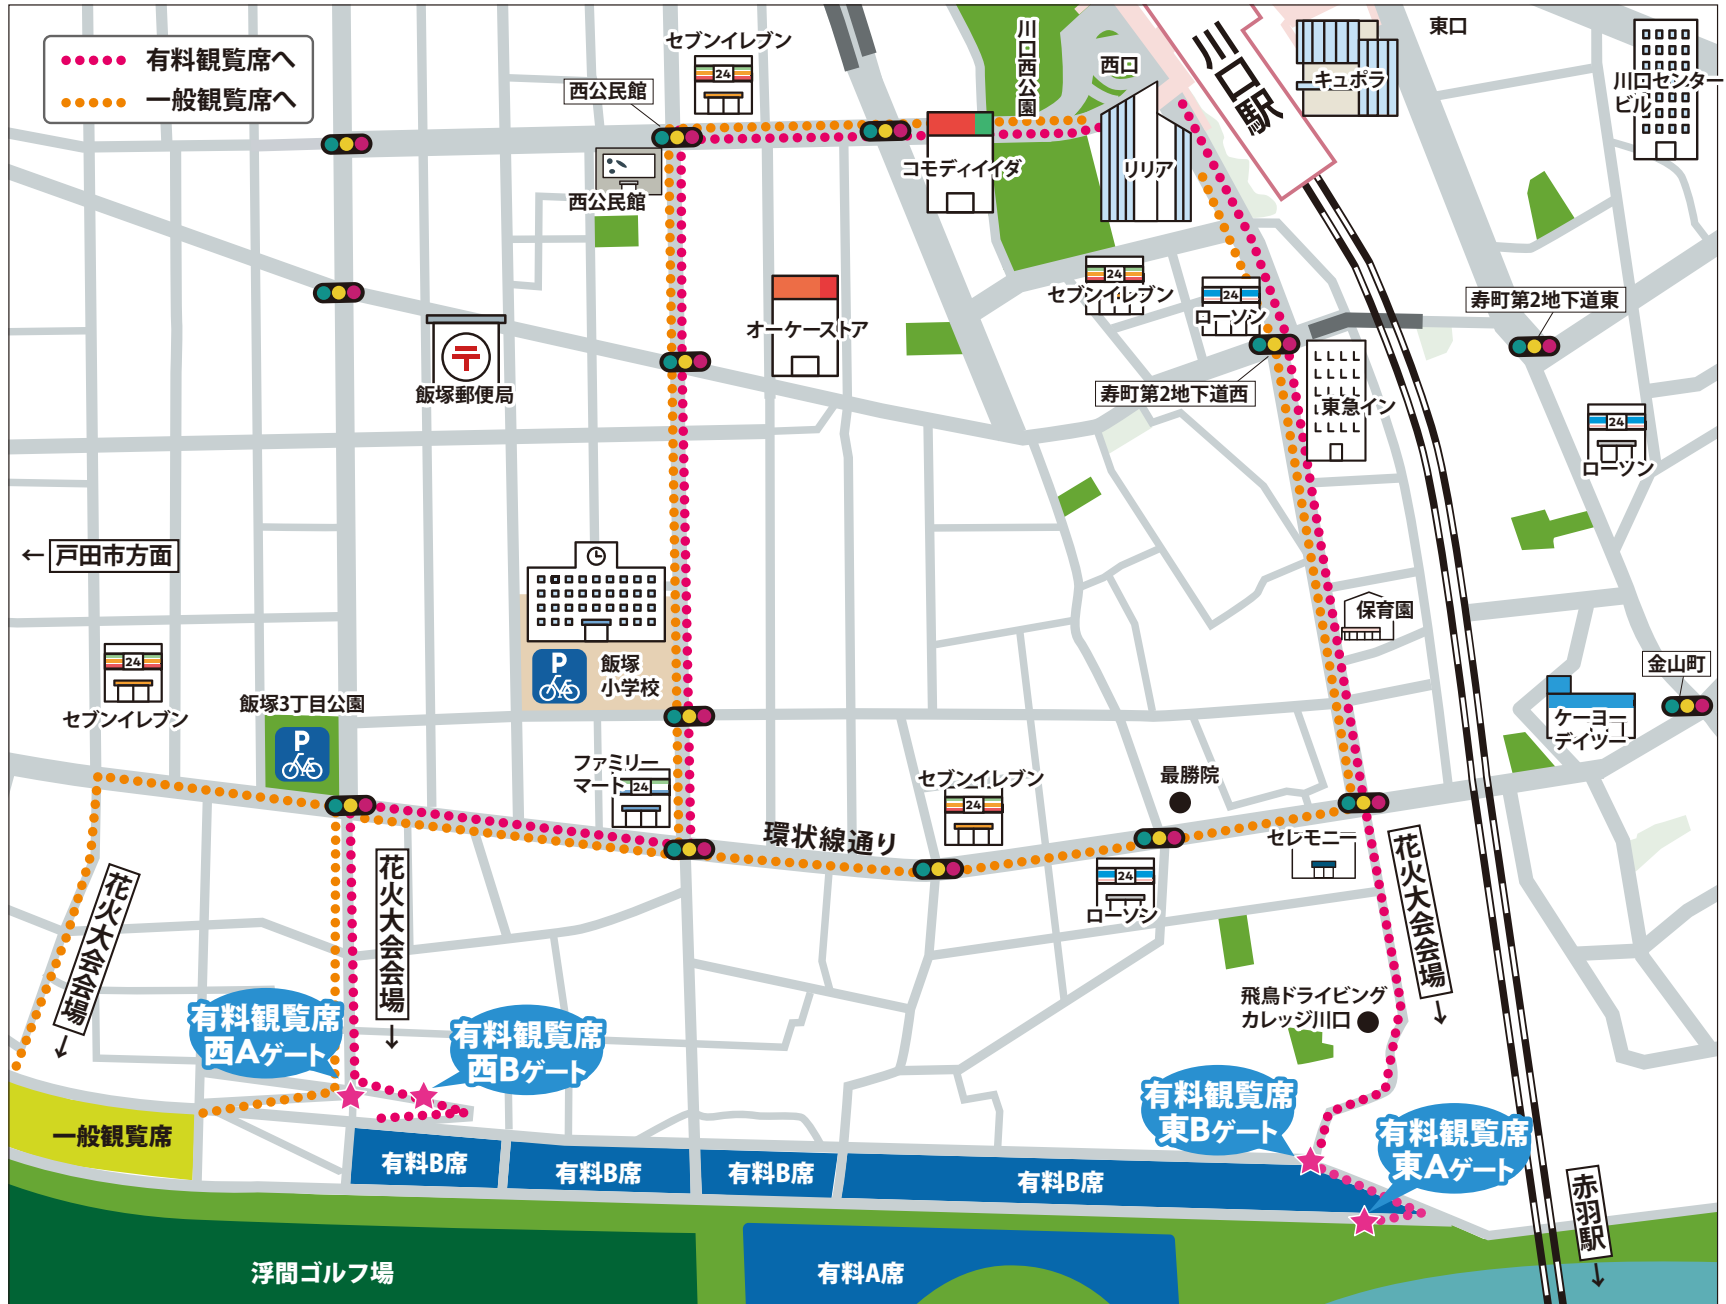 有料観覧席へ
一般観覧席へ
セブンイレブン
24
西公民館
西公民館
川口西公園
西口
川口駅
キュポラ
東口
川口センター
ビル
コモディイイダ
リリア
オーケーストア
飯塚郵便局
24
セブンイレブン
24
ローソン
寿町第2地下道東
寿町第2地下道西
東急イン
24
ローソン
←戸田市方面
P
飯塚
小学校
保育園
金山町
ケーヨー
デイツー
24
セブンイレブン
飯塚3丁目公園
P
ファミリー
マート
24
環状線通り
セブンイレブン
24
最勝院
24
ローソン
セレモニー
花火大会会場
↓
花火大会会場
↓
花火大会会場
↓
飛鳥ドライビング
カレッジ川口
有料観覧席
西Aゲート
有料観覧席
西Bゲート
有料観覧席
東Bゲート
有料観覧席
東Aゲート
一般観覧席
有料B席
有料B席
有料B席
有料B席
赤羽駅
↓
浮間ゴルフ場
有料A席